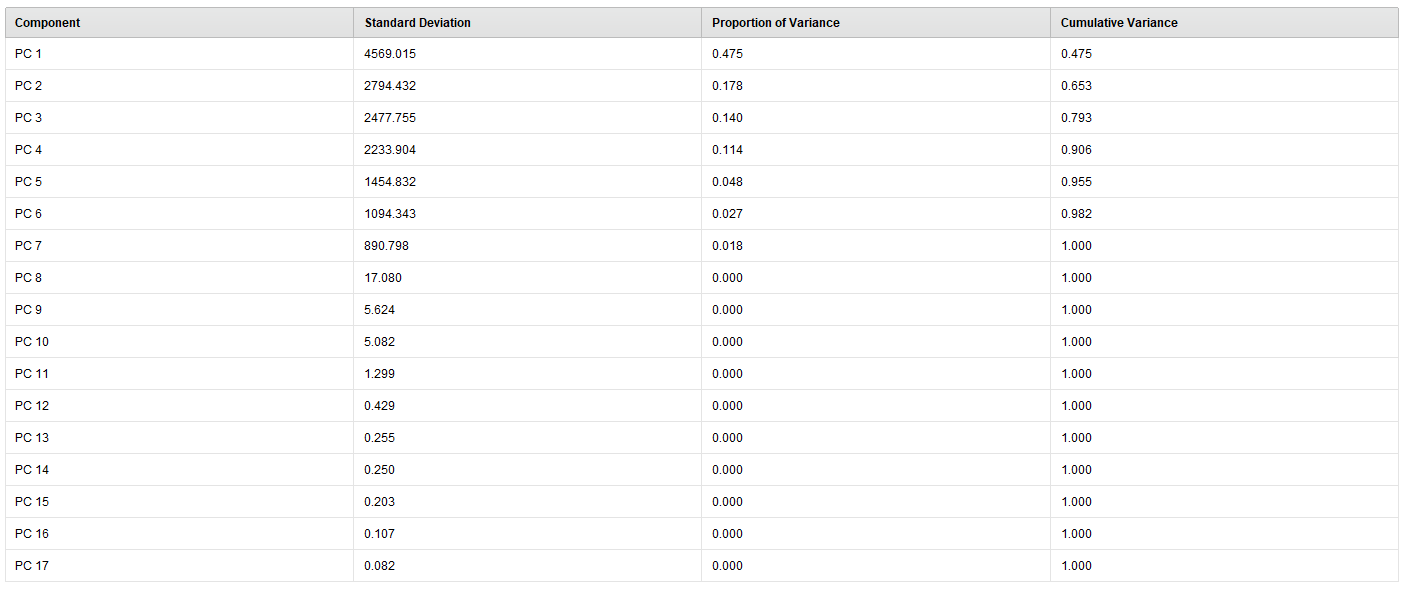 Component Standard Deviation Proportion of Variance Cumulative Variance
PC 1 4569.015 0.475 0.475
PC 2 2794.432 0.178 0.653
PC 3 2477.755 0.140 0.793
PC 4 2233.904 0.114 0.906
PC 5 1454.832 0.048 0.955
PC 6 1094.343 0.027 0.982
PC 7 890.798 0.018 1.000
PC 8 17.080 0.000 1.000
PC 9 5.624 0.000 1.000
PC 10 5.082 0.000 1.000
PC 11 1.299 0.000 1.000
PC 12 0.429 0.000 1.000
PC 13 0.255 0.000 1.000
PC 14 0.250 0.000 1.000
PC 15 0.203 0.000 1.000
PC 16 0.107 0.000 1.000
PC 17 0.082 0.000 1.000